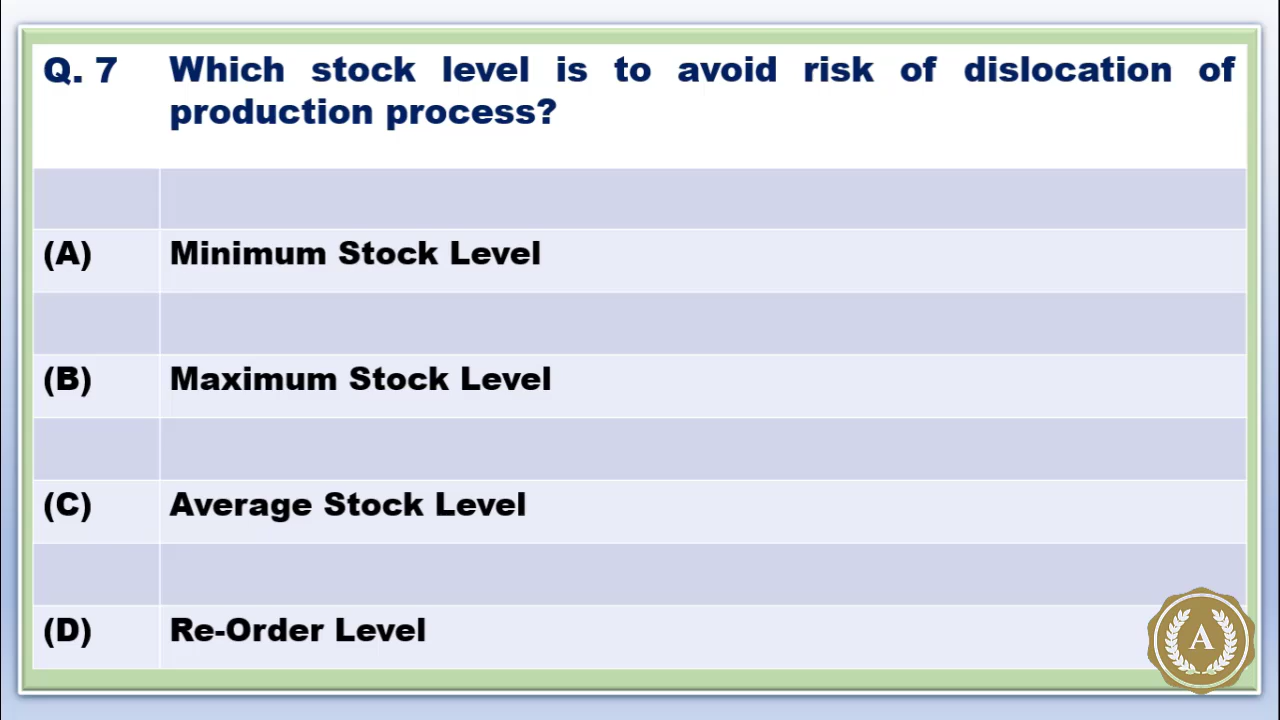 Q. 7 Which stock level is to avoid risk of dislocation of
production process?
(A) Minimum Stock Level
(B) Maximum Stock Level
(C) Average Stock Level
(D) Re-Order Level
A